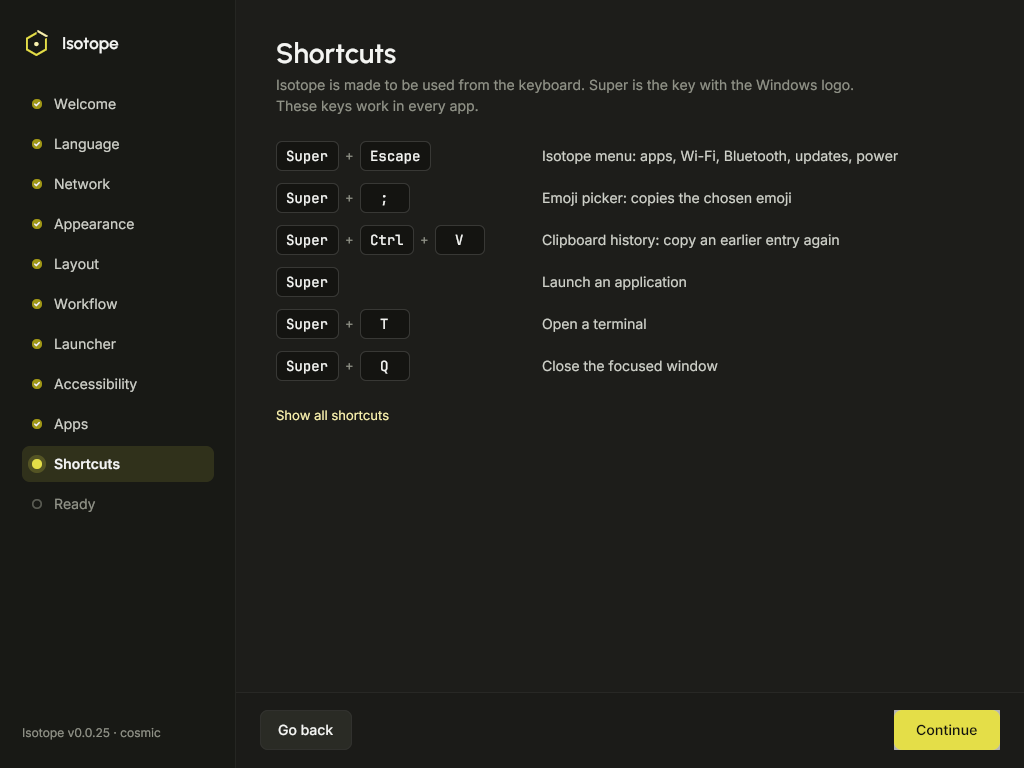 Isotope
Welcome
Language
Network
Appearance
Layout
Workflow
Launcher
Accessibility
Apps
Shortcuts
Ready
Isotope v0.0.25 · cosmic
Shortcuts
Isotope is made to be used from the keyboard. Super is the key with the Windows logo.
These keys work in every app.
Super + Escape Isotope menu: apps, Wi-Fi, Bluetooth, updates, power
Super + ; Emoji picker: copies the chosen emoji
Super + Ctrl + V Clipboard history: copy an earlier entry again
Super Launch an application
Super + T Open a terminal
Super + Q Close the focused window
Show all shortcuts
Go back Continue